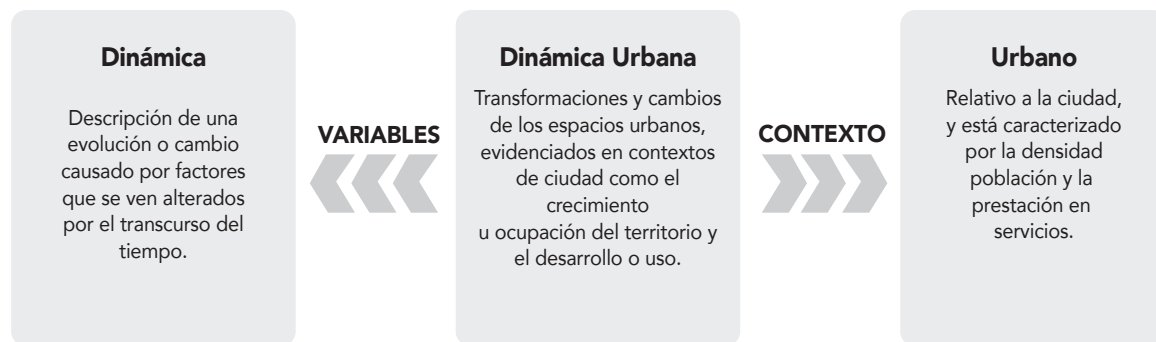 Dinámica
Descripción de una
evolución o cambio
causado por factores
que se ven alterados
por el transcurso del
tiempo.
VARIABLES
Dinámica Urbana
Transformaciones y cambios
de los espacios urbanos,
evidenciados en contextos
de ciudad como el
crecimiento
u ocupación del territorio y
el desarrollo o uso.
CONTEXTO
Urbano
Relativo a la ciudad,
y está caracterizado
por la densidad
población y la
prestación en
servicios.